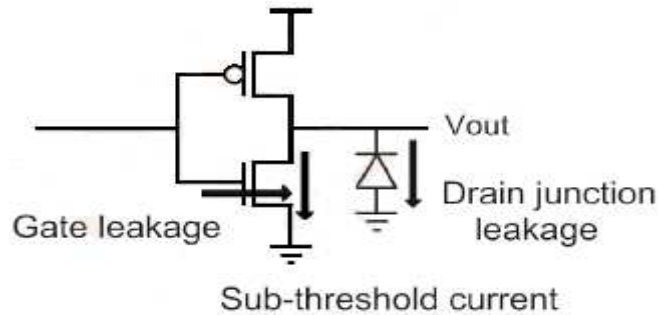 Vout
Gate leakage
Drain junction
leakage
Sub-threshold current